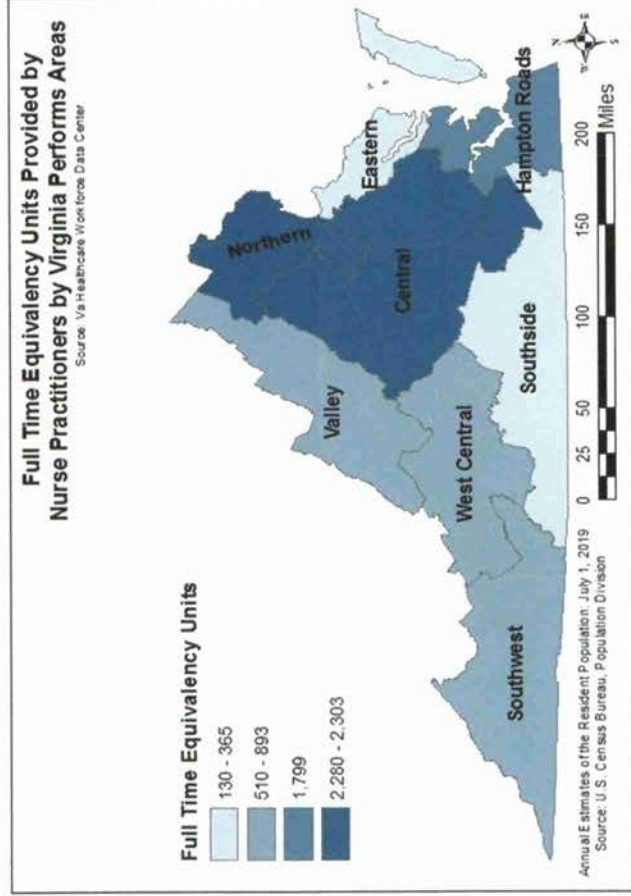 Full Time Equivalency Units Provided by
Nurse Practitioners by Virginia Performs Areas
Source: Va Healthcare Workforce Data Center
Full Time Equivalency Units
130 - 365
510 - 893
1,799
2,280 - 2,303
Northern
Eastern
Valley
Central
Hampton Roads
West Central
Southside
Southwest
N
W E
S
Annual Estimates of the Resident Population: July 1, 2019
Source: U.S. Census Bureau, Population Division
0 25 50 100 150 200
Miles